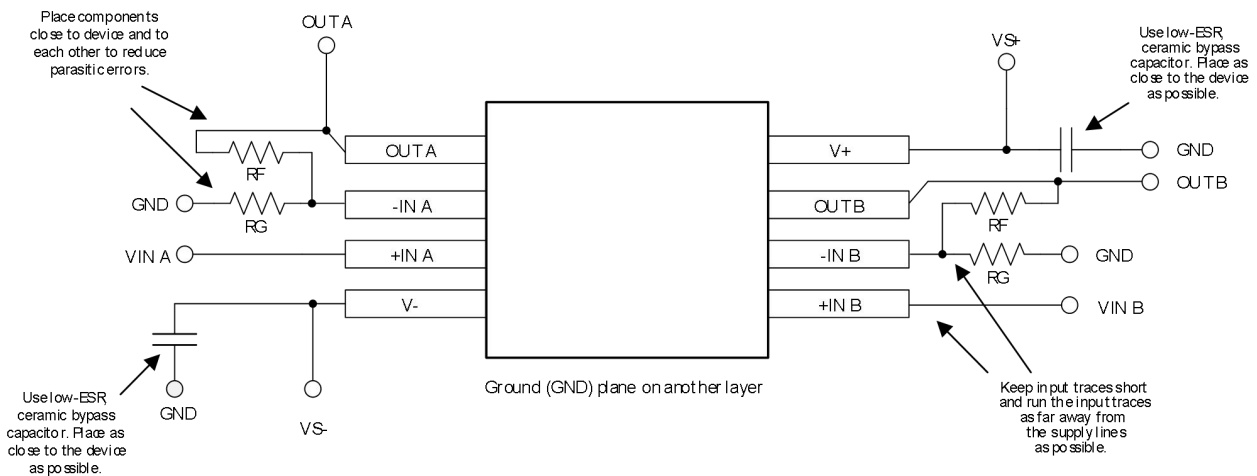 Place components
close to device and to
each other to reduce
parasitic errors.
OUT A
VS+
Use low-ESR,
ceramic bypass
capacitor. Place as
close to the device
as possible.
OUT A
V+
GND
RF
OUT B
OUT B
GND
-IN A
RF
RG
VIN A
+IN A
-IN B
GND
RG
V-
+IN B
VIN B
Use low-ESR,
ceramic bypass
capacitor. Place as
close to the device
as possible.
GND
VS-
Ground (GND) plane on another layer
Keep input traces short
and run the input traces
as far away from
the supply lines
as possible.